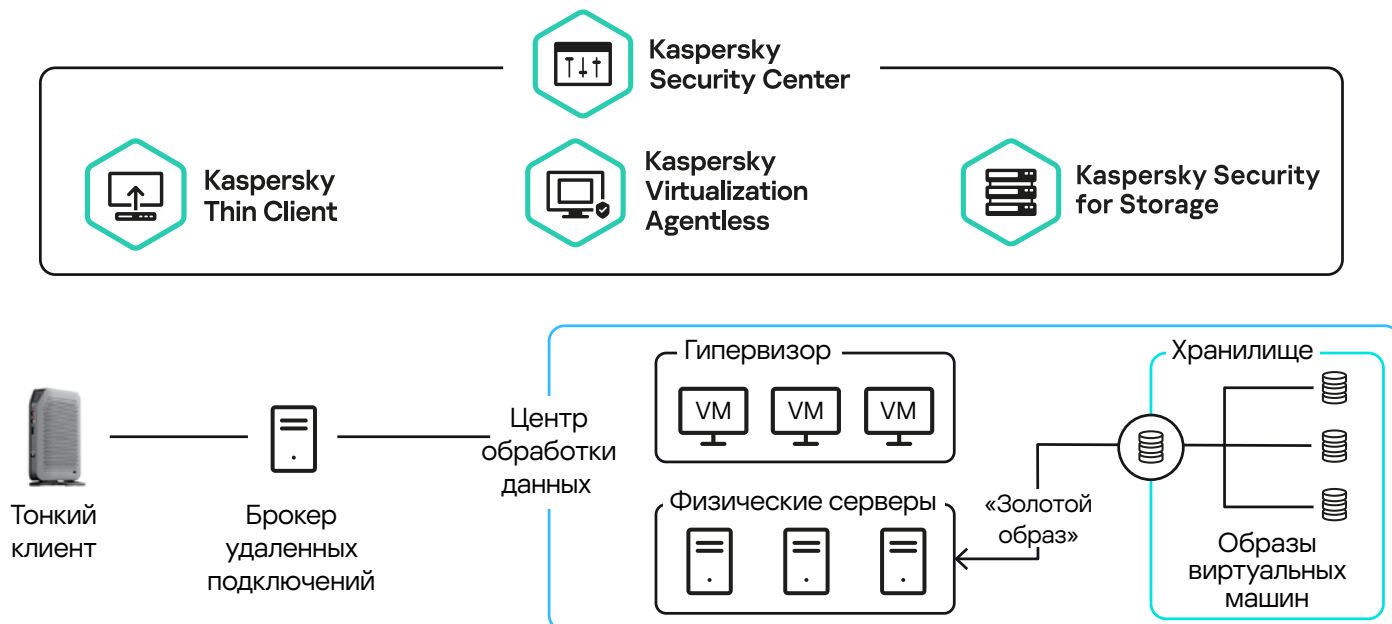 Kaspersky
Security Center
Kaspersky
Thin Client
Kaspersky
Virtualization
Agentless
Kaspersky Security
for Storage
Гипервизор
Хранилище
VM
VM
VM
Центр
обработки
данных
Физические серверы
«Золотой
образ»
Тонкий
клиент
Брокер
удаленных
подключений
Образы
виртуальных
машин